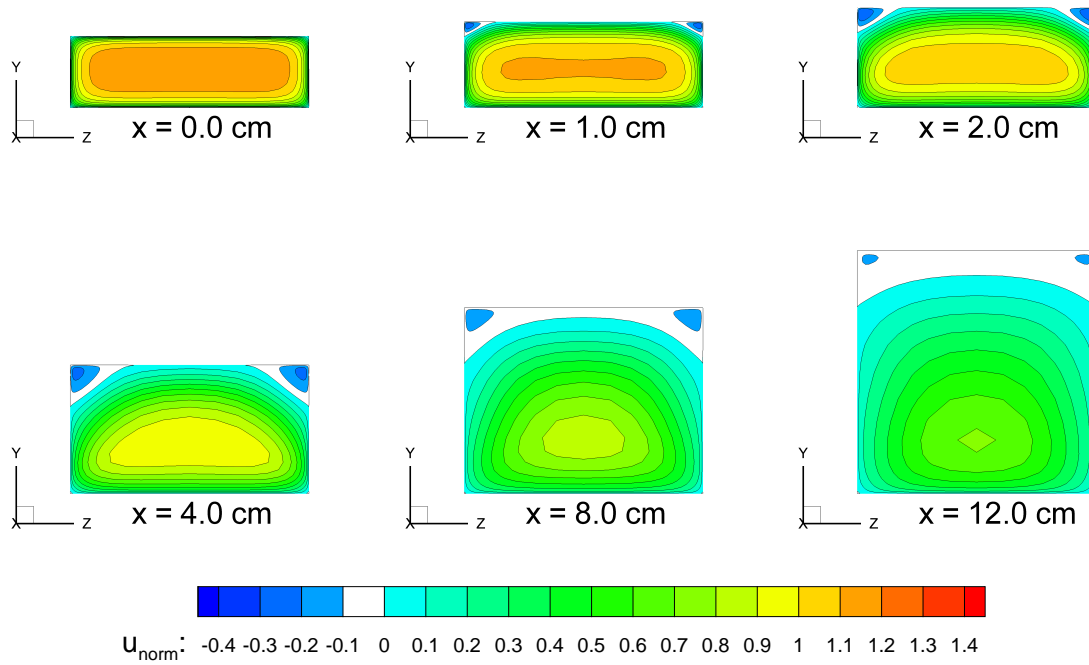 Y
X Z
x = 0.0 cm
Y
X Z
x = 1.0 cm
Y
X Z
x = 2.0 cm
Y
X Z
x = 4.0 cm
Y
X Z
x = 8.0 cm
Y
X Z
x = 12.0 cm
u_norm: -0.4 -0.3 -0.2 -0.1 0 0.1 0.2 0.3 0.4 0.5 0.6 0.7 0.8 0.9 1 1.1 1.2 1.3 1.4